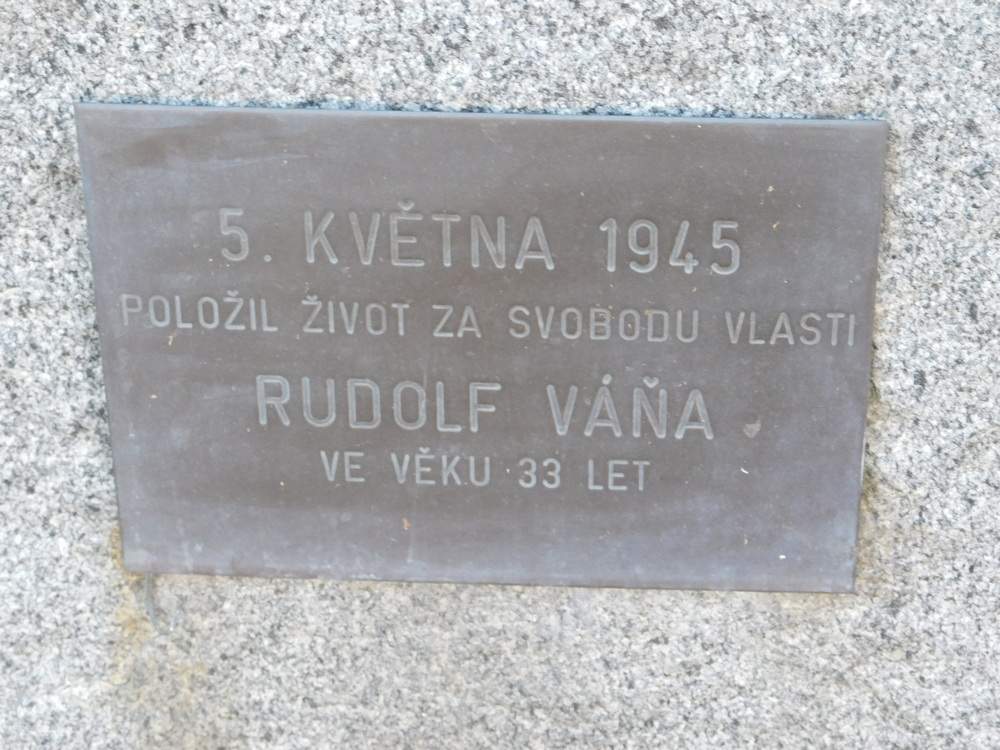 5. KVĚTNA 1945
POLOŽIL ŽIVOT ZA SVOBODU VLASTI
RUDOLF VÁŇA
VE VĚKU 33 LET